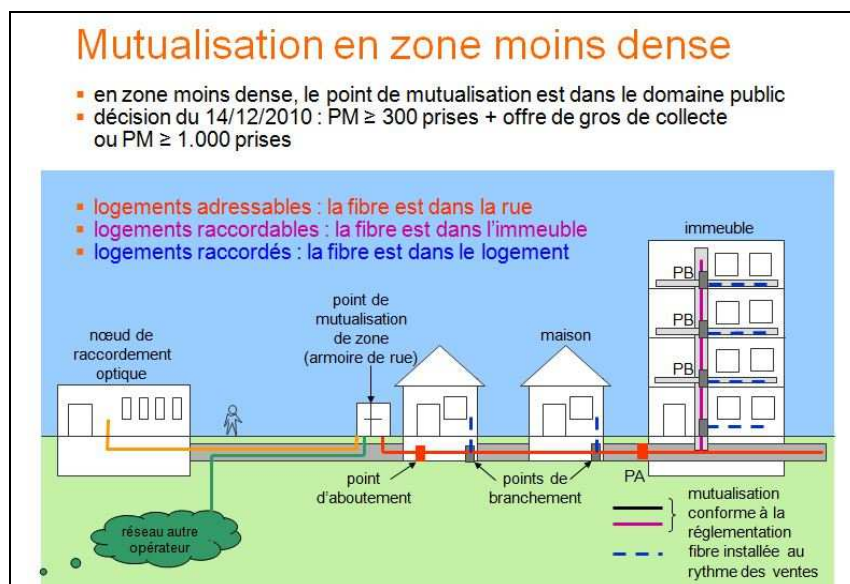 Mutualisation en zone moins dense
en zone moins dense, le point de mutualisation est dans le domaine public
décision du 14/12/2010 : PM ≥ 300 prises + offre de gros de collecte
ou PM ≥ 1.000 prises
logements adressables : la fibre est dans la rue
logements raccordables : la fibre est dans l'immeuble
logements raccordés : la fibre est dans le logement
immeuble
PB
PB
PB
point de
mutualisation
de zone
(armoire de rue)
nœud de
raccordement
optique
maison
point
d'aboutement
points de
branchement
PA
réseau autre
opérateur
mutualisation
conforme à la
réglementation
fibre installée au
rythme des ventes